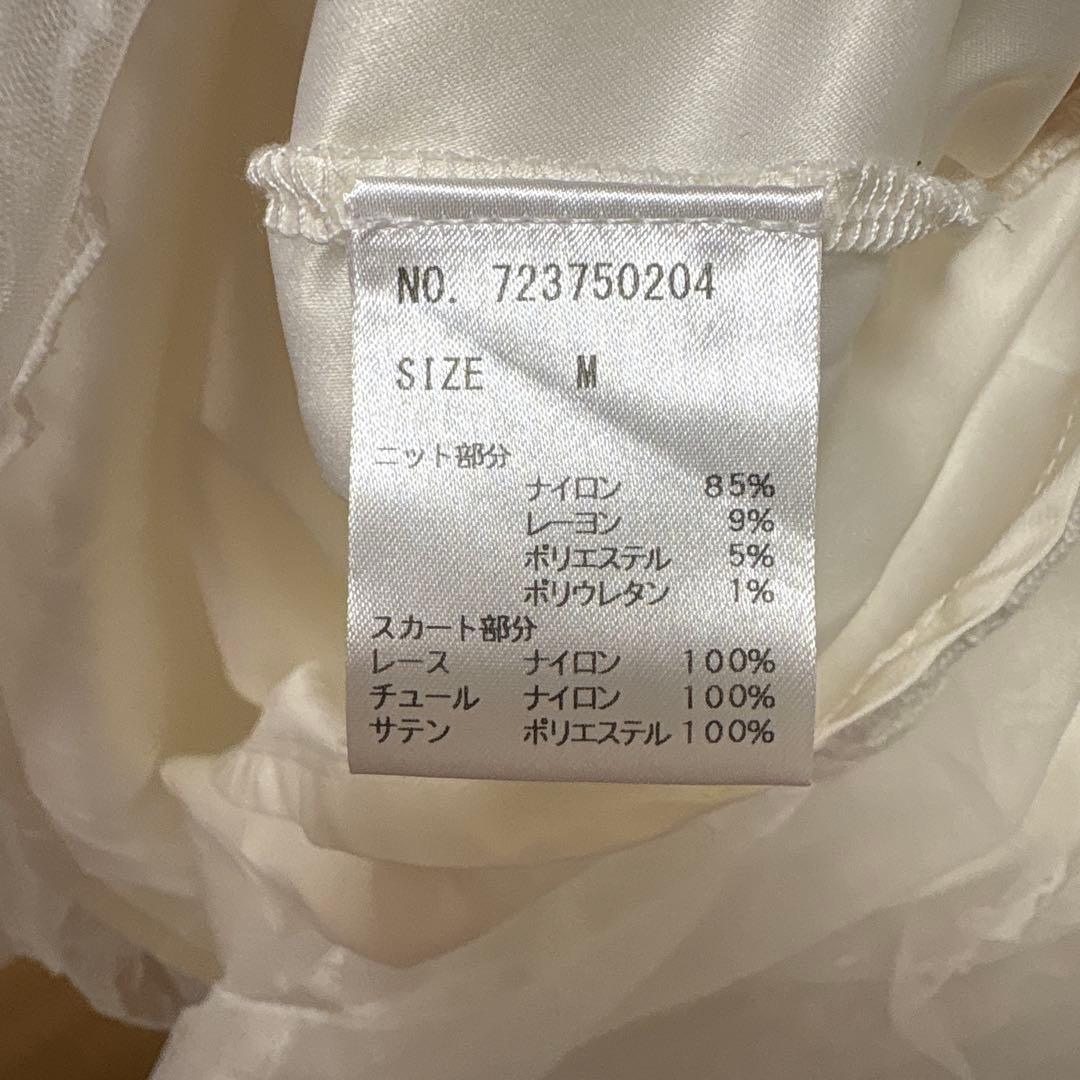 NO. 723750204
SIZE M
ニット部分
ナイロン 85%
レーヨン 9%
ポリエステル 5%
ポリウレタン 1%
スカート部分
レース ナイロン 100%
チュール ナイロン 100%
サテン ポリエステル 100%